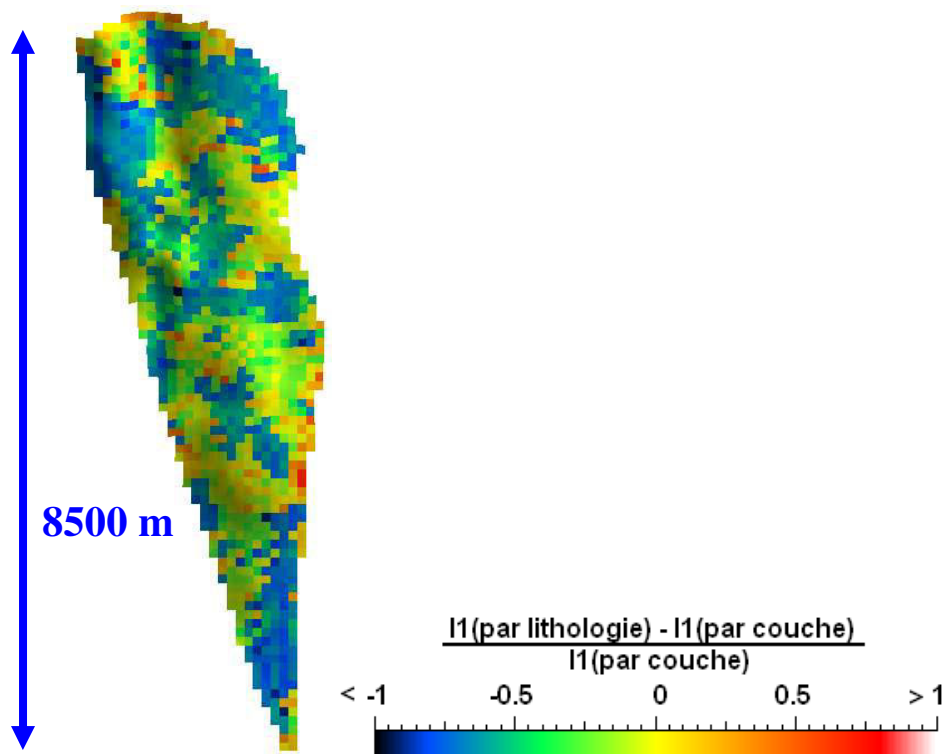 8500 m
I1(par lithologie) - I1(par couche)
I1(par couche)
< -1 -0.5 0 0.5 > 1